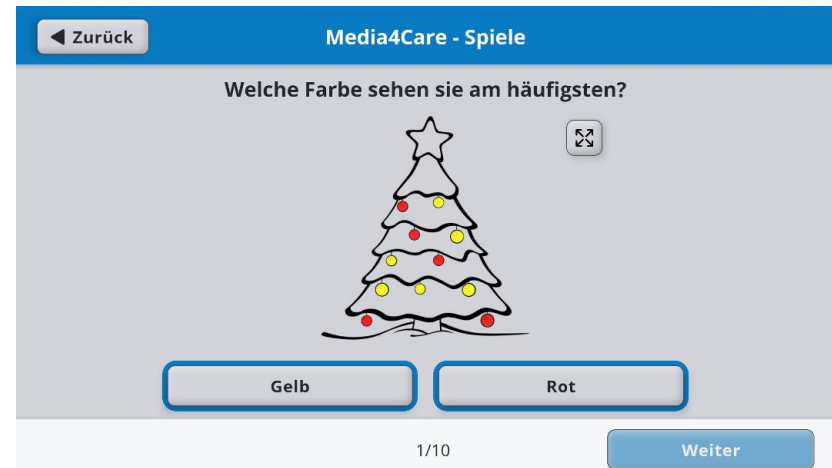 Zurück
Media4Care - Spiele
Welche Farbe sehen sie am häufigsten?
Gelb
Rot
1/10
Weiter